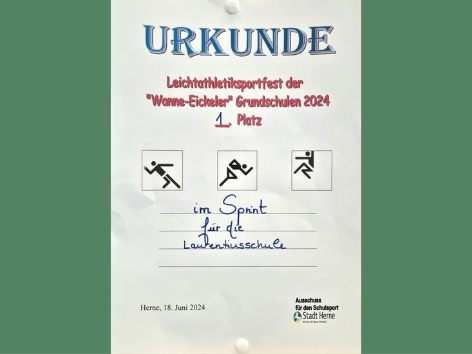 URKUNDE
Leichtathletiksportfest der
"Wanne-Eickeler" Grundschulen 2024
1. Platz
im Sprint
für die
Laurentiusschule
Herne, 18. Juni 2024
Ausschuss
für den Schulsport
Stadt Herne